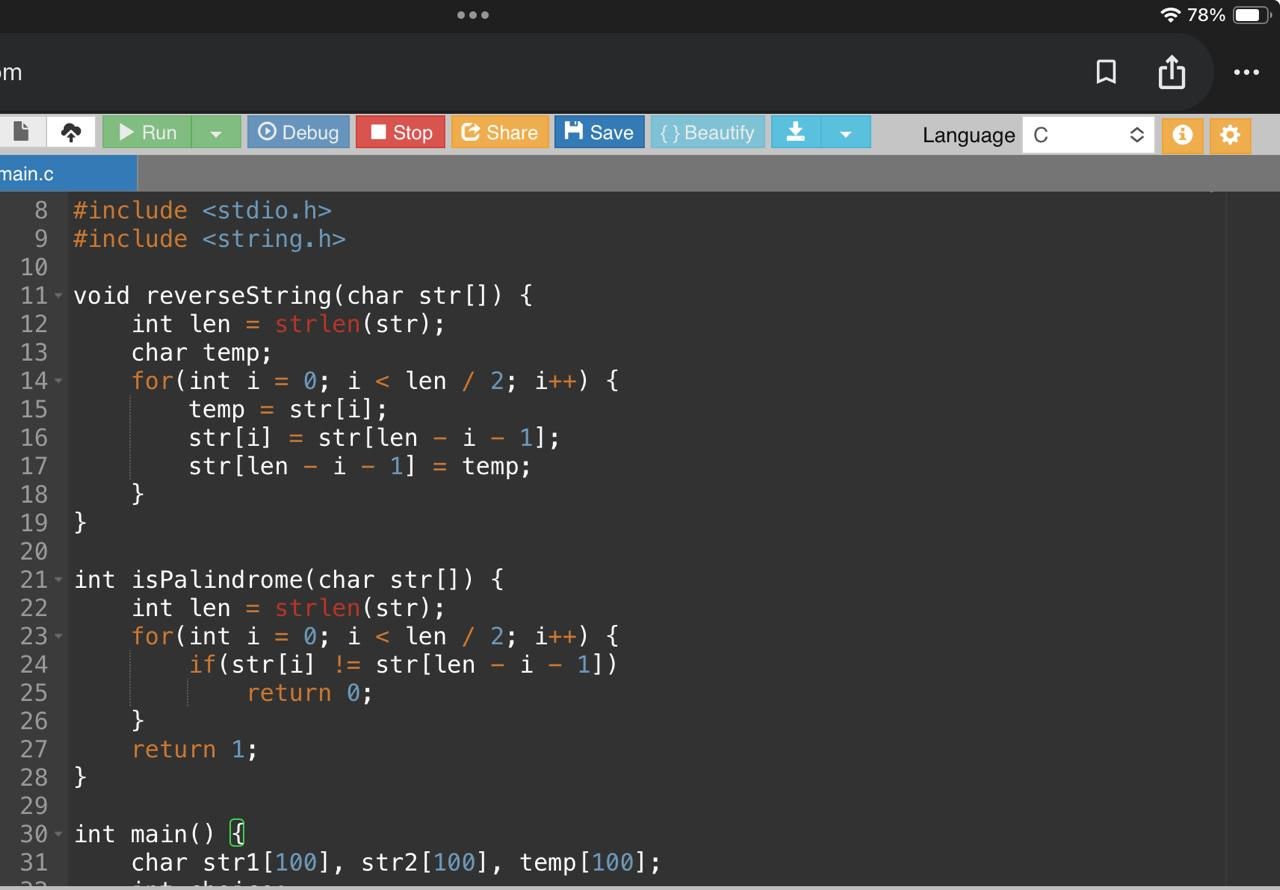 78%
om
Run Debug Stop Share Save { } Beautify Language C
main.c
8 #include <stdio.h>
9 #include <string.h>
10
11 void reverseString(char str[]) {
12     int len = strlen(str);
13     char temp;
14     for(int i = 0; i < len / 2; i++) {
15         temp = str[i];
16         str[i] = str[len - i - 1];
17         str[len - i - 1] = temp;
18     }
19 }
20
21 int isPalindrome(char str[]) {
22     int len = strlen(str);
23     for(int i = 0; i < len / 2; i++) {
24         if(str[i] != str[len - i - 1])
25             return 0;
26     }
27     return 1;
28 }
29
30 int main() {
31     char str1[100], str2[100], temp[100];